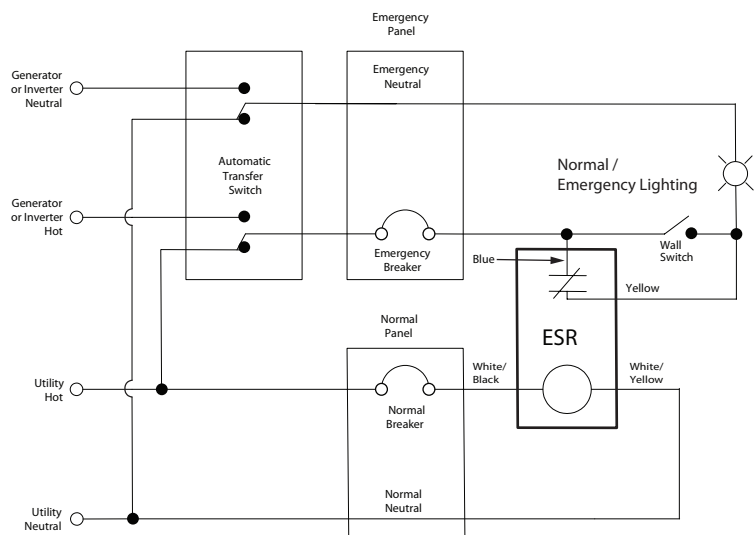 Emergency
Panel
Generator
or Inverter
Neutral
Emergency
Neutral
Automatic
Transfer
Switch
Normal /
Emergency Lighting
Generator
or Inverter
Hot
Emergency
Breaker
Blue
Wall
Switch
Yellow
Normal
Panel
ESR
Utility
Hot
White/
Black
White/
Yellow
Normal
Breaker
Normal
Neutral
Utility
Neutral